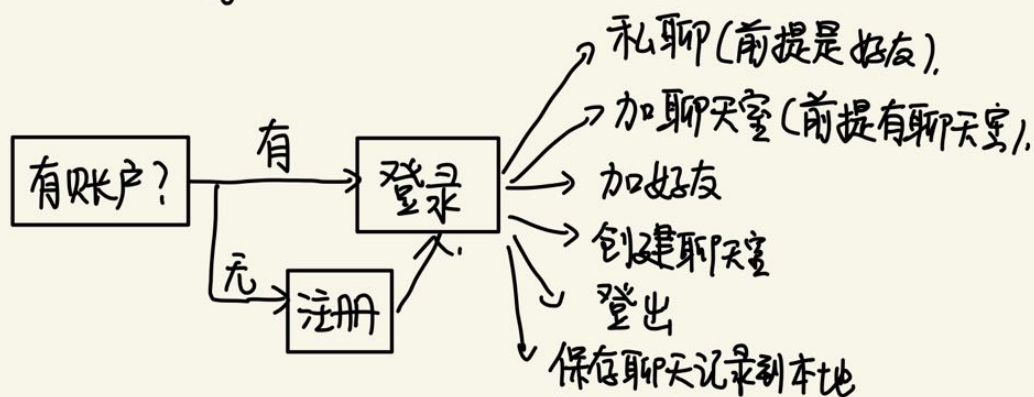 私聊(前提是好友).
加聊天室(前提有聊天室).
有账户?
有
登录
加好友
创建聊天室
无
注册
登出
保存聊天记录到本地